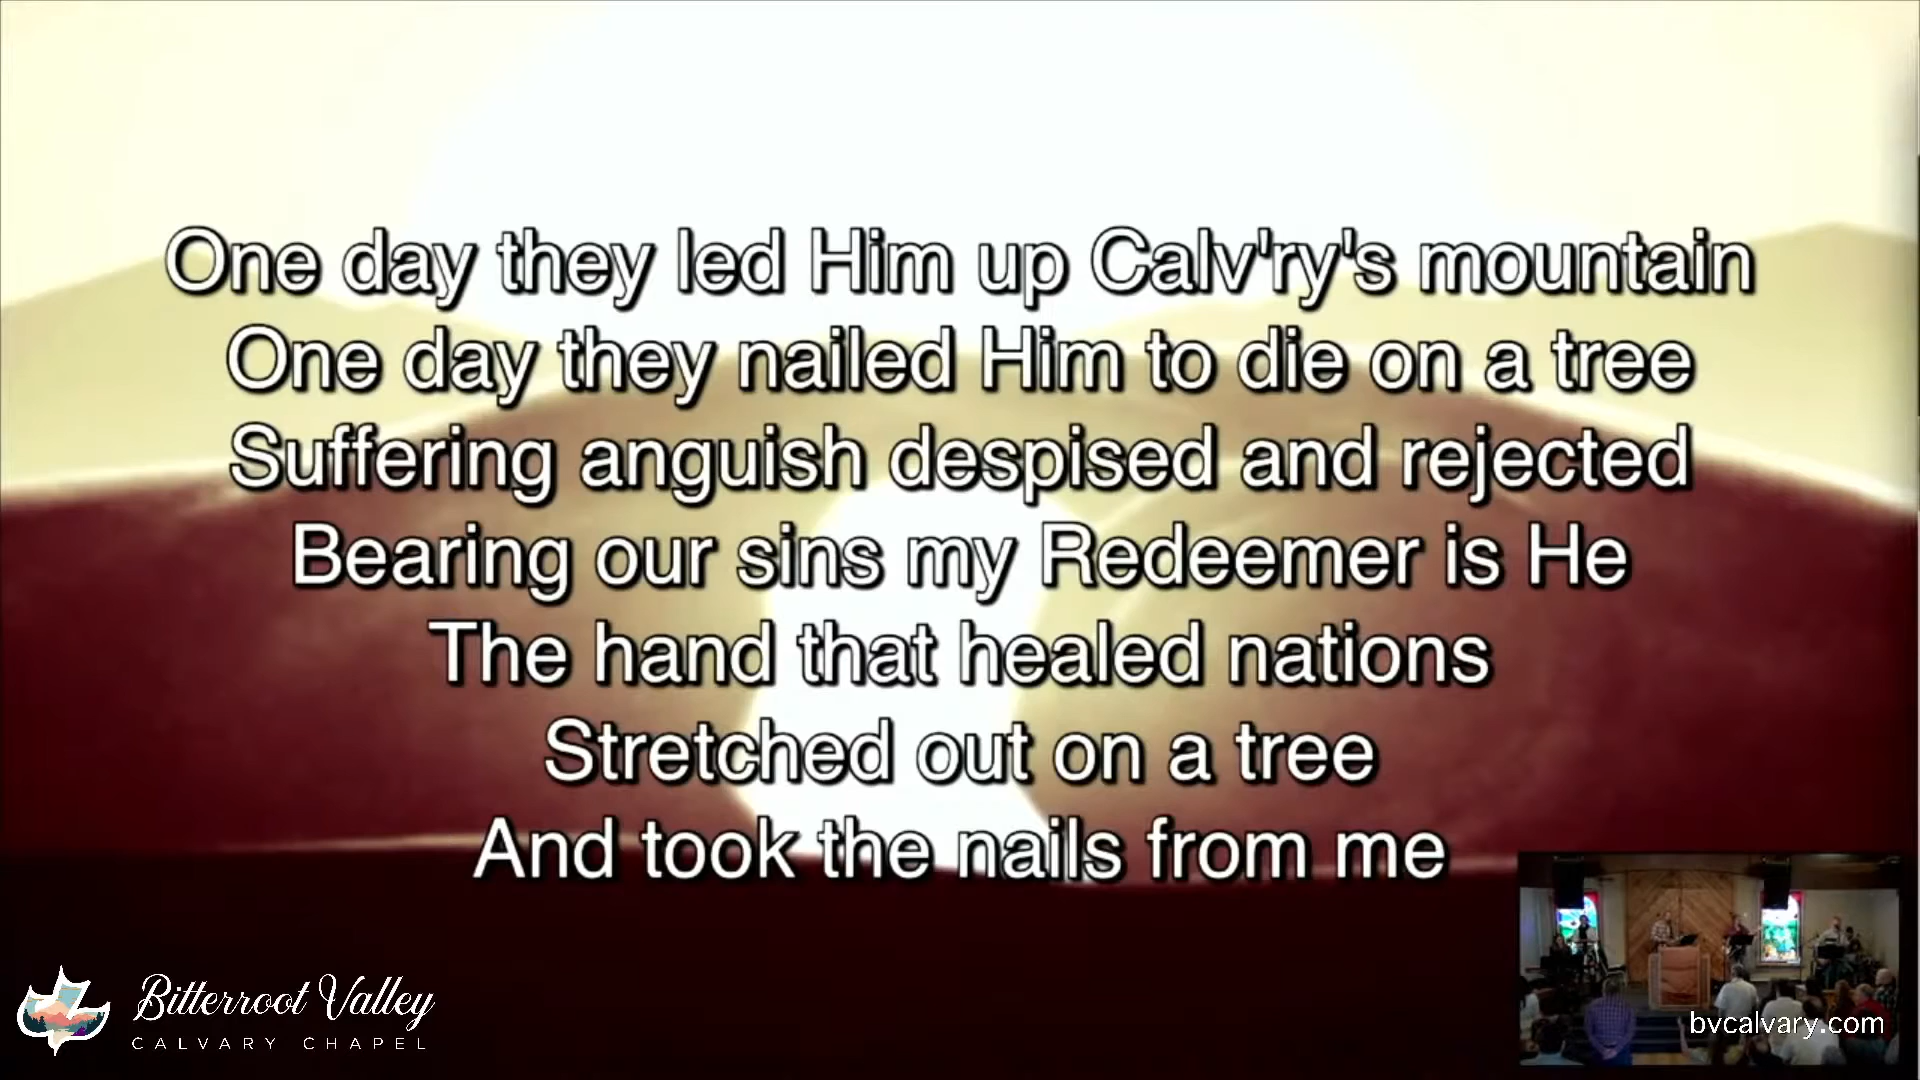 One day they led Him up Calv'ry's mountain
One day they nailed Him to die on a tree
Suffering anguish despised and rejected
Bearing our sins my Redeemer is He
The hand that healed nations
Stretched out on a tree
And took the nails from me
Bitterroot Valley
CALVARY CHAPEL
bvcalvary.com